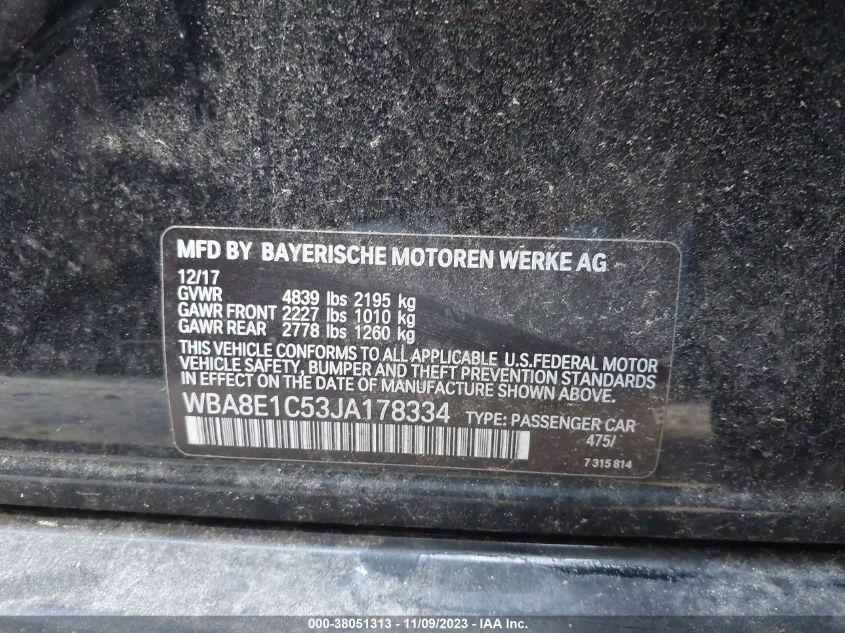 MFD BY BAYERISCHE MOTOREN WERKE AG
12/17
GVWR 4839 lbs 2195 kg
GAWR FRONT 2227 lbs 1010 kg
GAWR REAR 2778 lbs 1260 kg
THIS VEHICLE CONFORMS TO ALL APPLICABLE U.S.FEDERAL MOTOR
VEHICLE SAFETY, BUMPER AND THEFT PREVENTION STANDARDS
IN EFFECT ON THE DATE OF MANUFACTURE SHOWN ABOVE.
WBA8E1C53JA178334 TYPE: PASSENGER CAR
475/
7 315 814
000-38051313 - 11/09/2023 - IAA Inc.